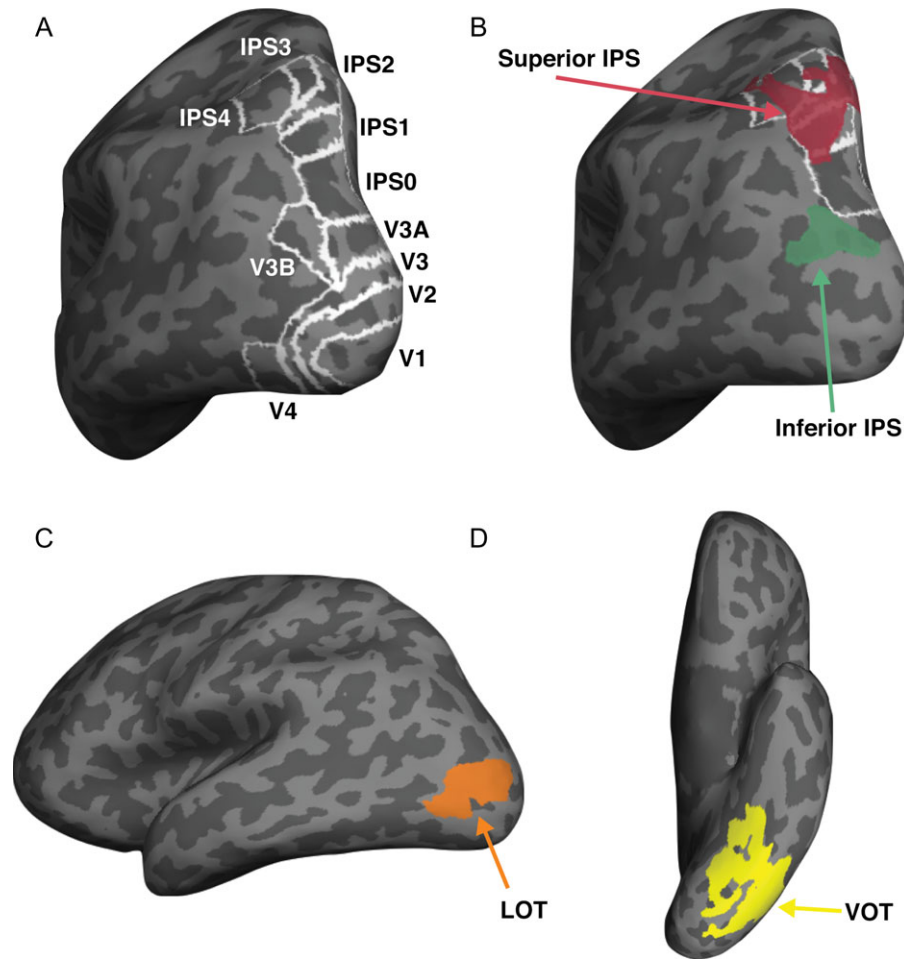 A
IPS3
IPS2
IPS4
IPS1
IPS0
V3A
V3B
V3
V2
V1
V4
B
Superior IPS
Inferior IPS
C
LOT
D
VOT